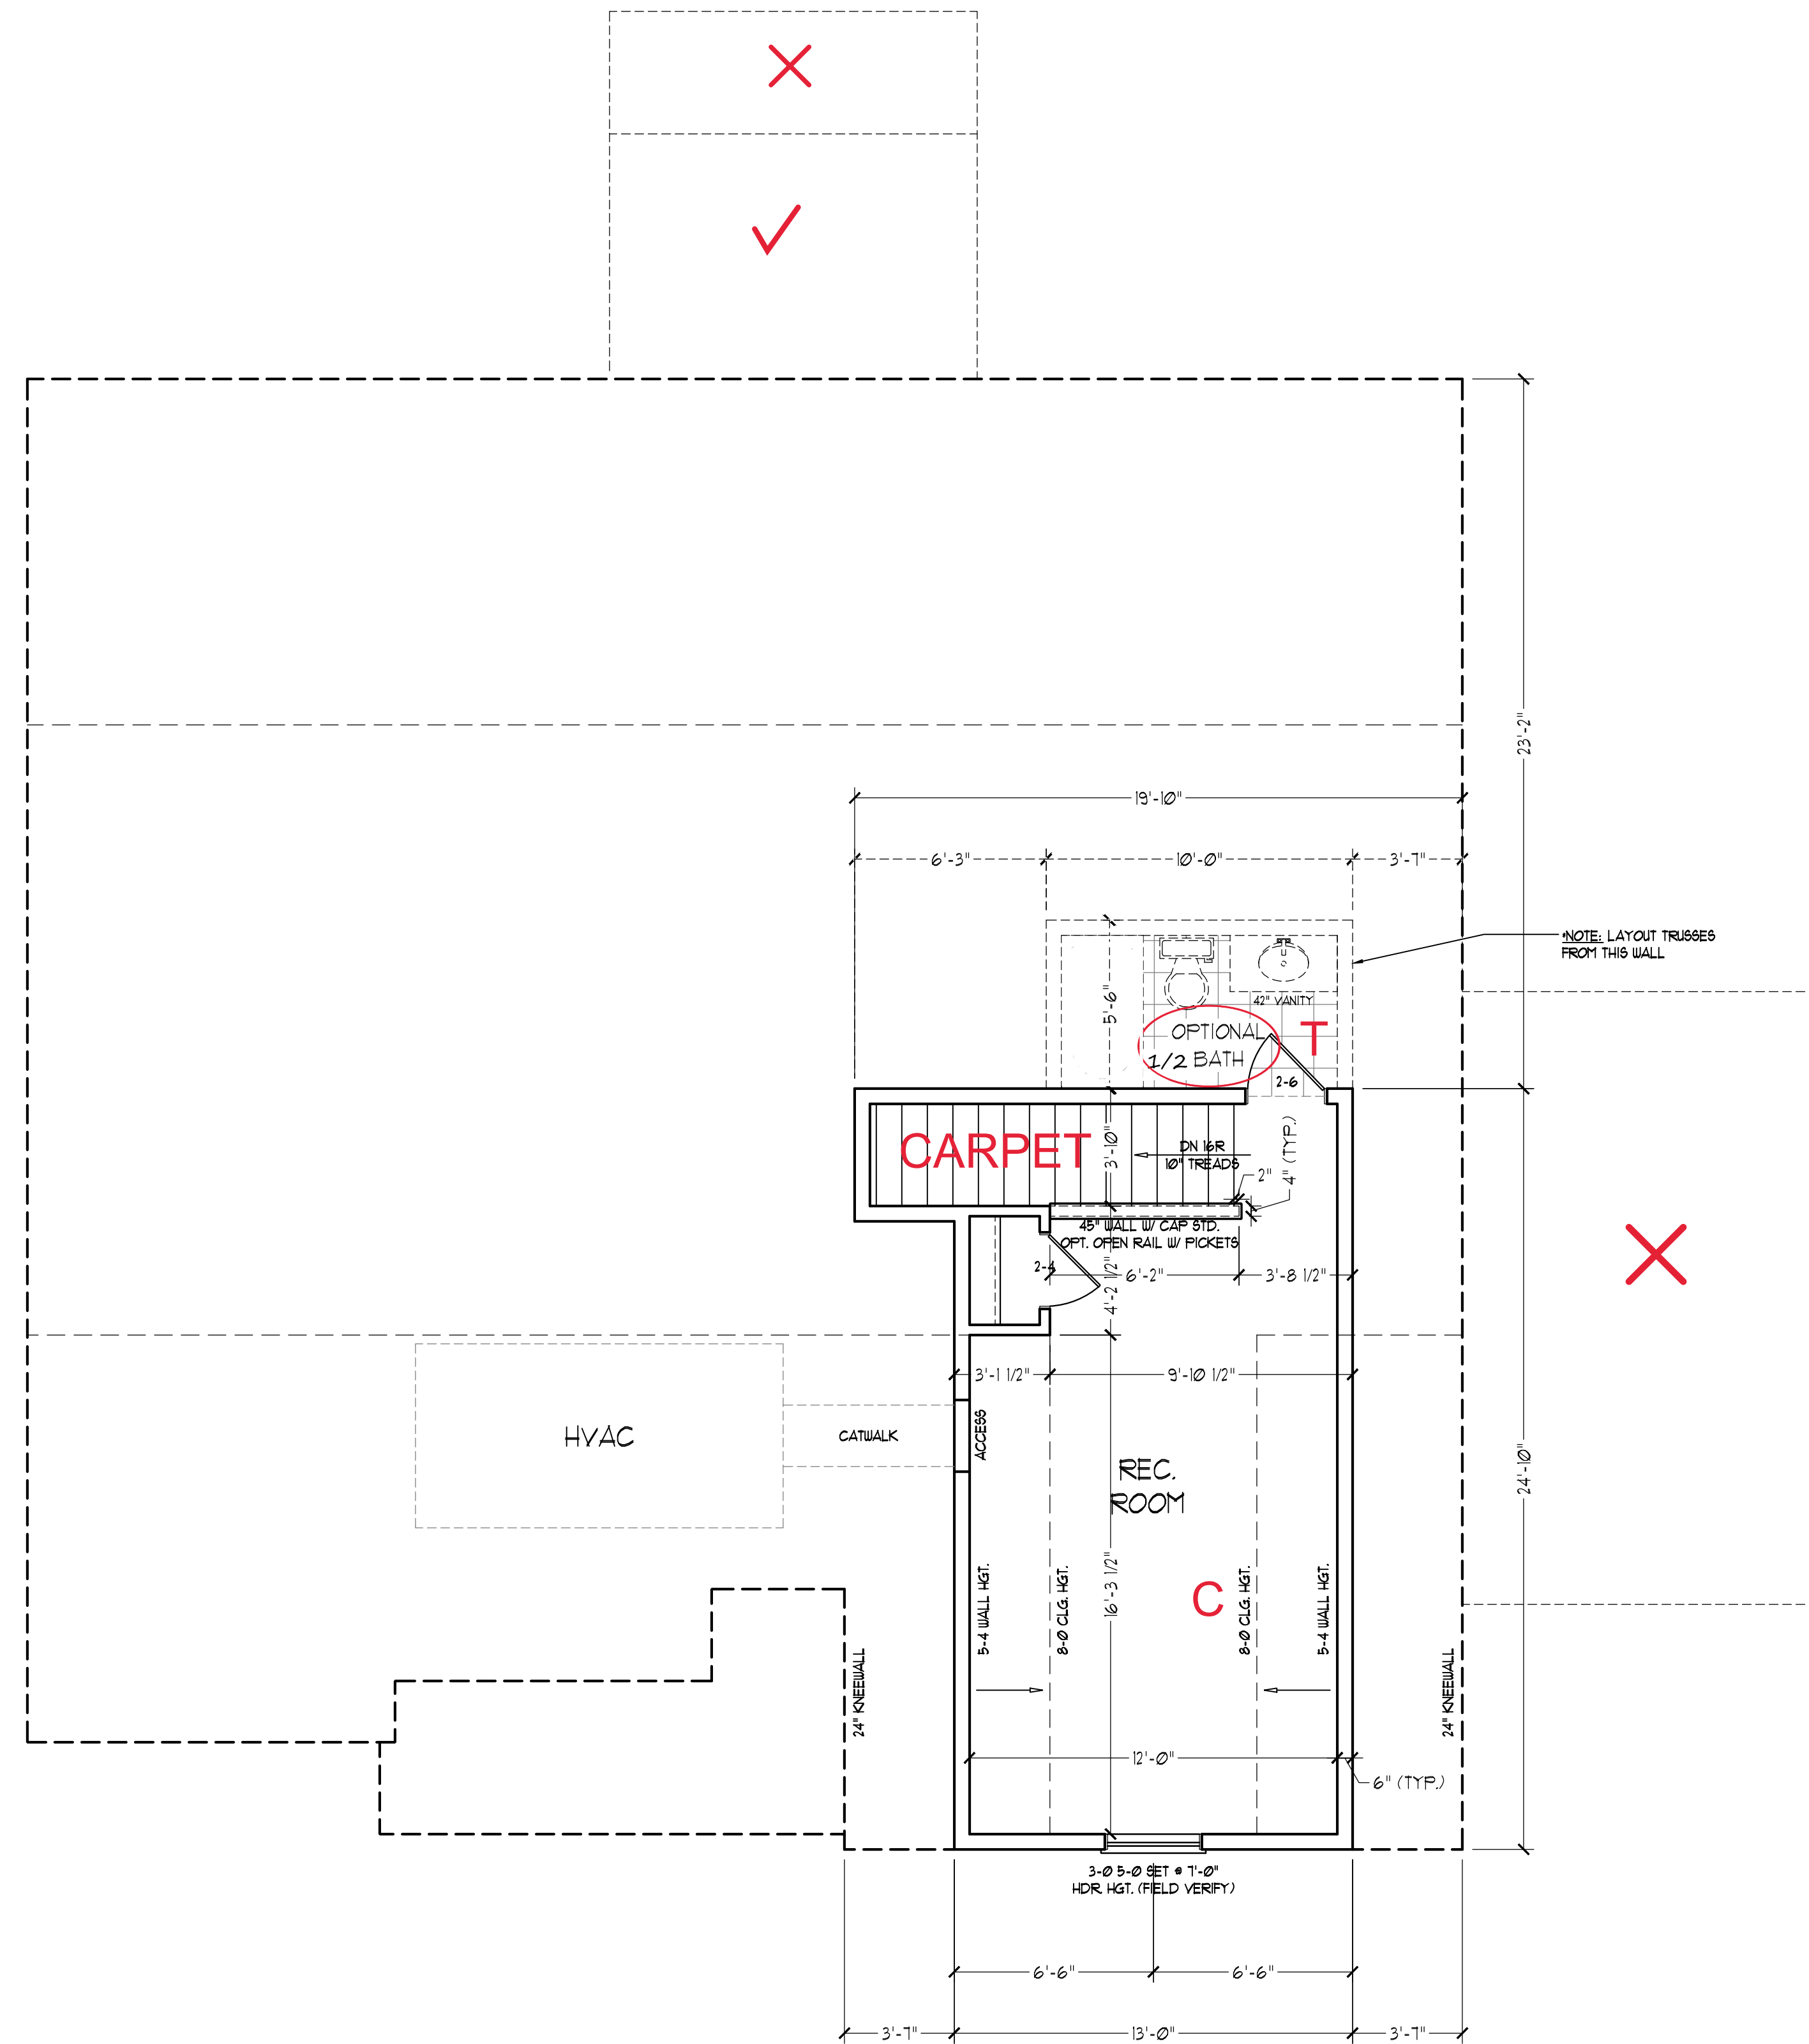 23'-2"
19'-10"
6'-3"
10'-0"
3'-7"
*NOTE: LAYOUT TRUSSES
FROM THIS WALL
42" VANITY
5'-6"
OPTIONAL
1/2 BATH
T
2-6
CARPET
3'-10"
DN 16R
10" TREADS
4" (TYP.)
2"
45" WALL W/ CAP STD.
OPT. OPEN RAIL W/ PICKETS
2-4
6'-2"
3'-8 1/2"
4'-2 1/2"
3'-1 1/2"
9'-10 1/2"
HVAC
CATWALK
ACCESS
REC.
ROOM
24'-10"
5-4 WALL HGT.
8-0 CLG. HGT.
16'-3 1/2"
C
8-0 CLG. HGT.
5-4 WALL HGT.
24" KNEEWALL
24" KNEEWALL
12'-0"
6" (TYP.)
3-0 5-0 SET @ 7'-0"
HDR. HGT. (FIELD VERIFY)
6'-6"
6'-6"
3'-7"
13'-0"
3'-7"